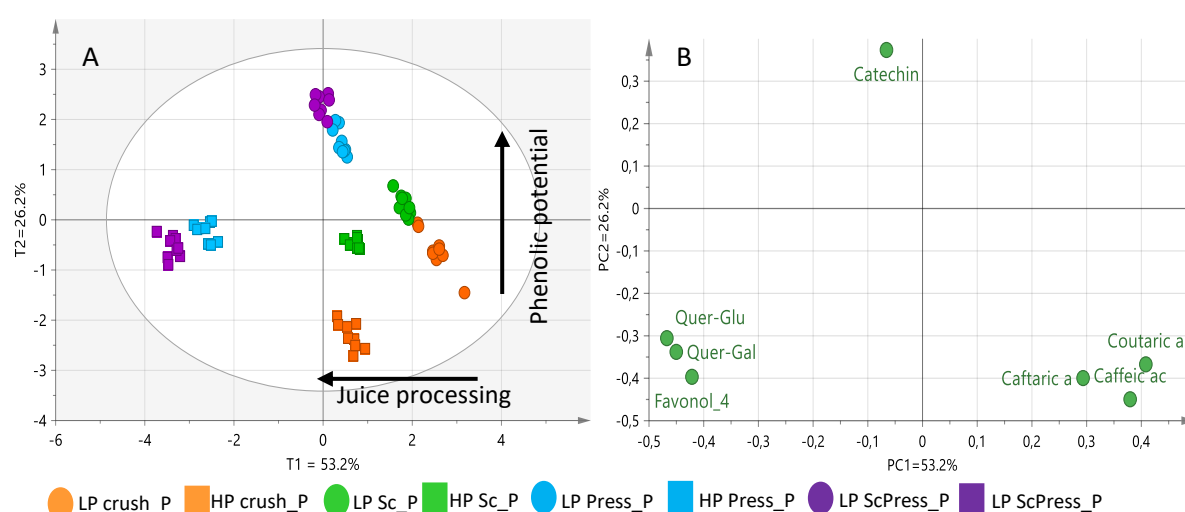 A
3
2
1
0
-1
-2
-3
-4
-6
-4
-2
0
2
4
T2=26.2%
T1 = 53.2%
Phenolic potential
Juice processing
B
0,3
0,2
0,1
0
-0,1
-0,2
-0,3
-0,4
-0,5
-0,5
-0,4
-0,3
-0,2
-0,1
0
0,1
0,2
0,3
0,4
PC2=26.2%
PC1=53.2%
Catechin
Quer-Glu
Quer-Gal
Favonol_4
Coutaric a
Caftaric a
Caffeic ac
LP crush_P HP crush_P LP Sc_P HP Sc_P LP Press_P HP Press_P LP ScPress_P LP ScPress_P